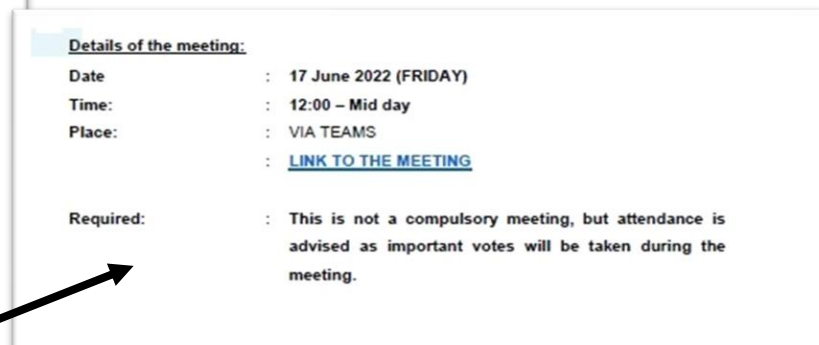 Details of the meeting:
Date : 17 June 2022 (FRIDAY)
Time: : 12:00 – Mid day
Place: : VIA TEAMS
: LINK TO THE MEETING
Required: : This is not a compulsory meeting, but attendance is
advised as important votes will be taken during the
meeting.